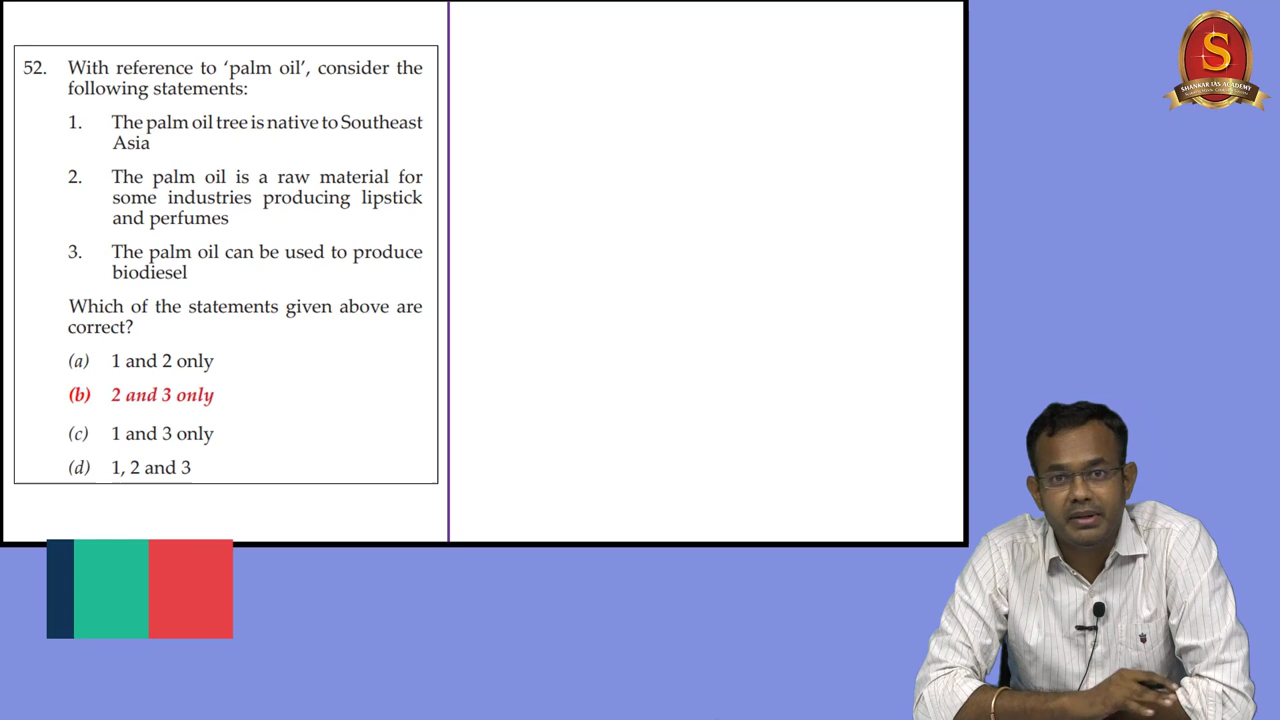 52. With reference to ‘palm oil’, consider the
following statements:
1. The palm oil tree is native to Southeast
Asia
2. The palm oil is a raw material for
some industries producing lipstick
and perfumes
3. The palm oil can be used to produce
biodiesel
Which of the statements given above are
correct?
(a) 1 and 2 only
(b) 2 and 3 only
(c) 1 and 3 only
(d) 1, 2 and 3
S
SHANKAR IAS ACADEMY